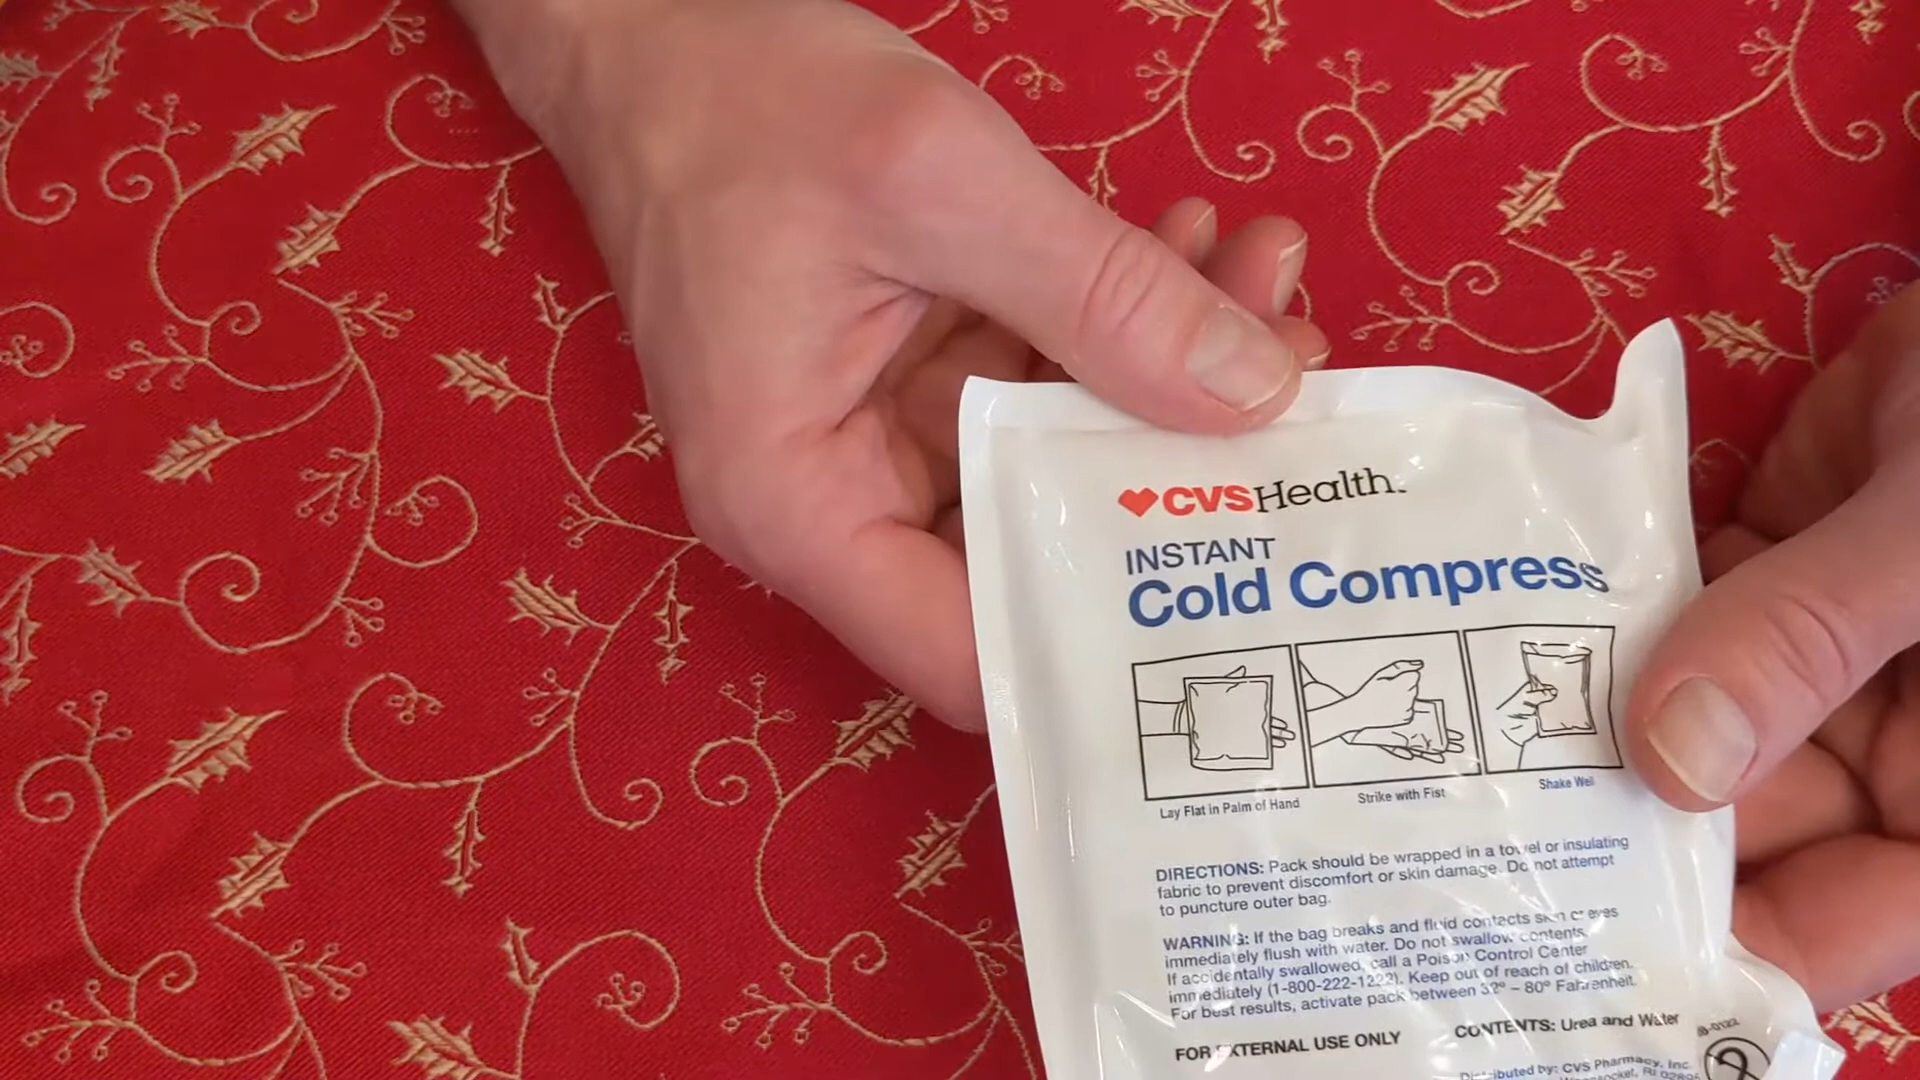 CVSHealth.
INSTANT
Cold Compress
Lay Flat in Palm of Hand
Strike with Fist
Shake Well
DIRECTIONS: Pack should be wrapped in a towel or insulating
fabric to prevent discomfort or skin damage. Do not attempt
to puncture outer bag.
WARNING: If the bag breaks and fluid contacts skin or eyes
immediately flush with water. Do not swallow contents.
If accidentally swallowed, call a Poison Control Center
immediately (1-800-222-1222). Keep out of reach of children.
For best results, activate pack between 32° – 80° Fahrenheit.
FOR EXTERNAL USE ONLY
CONTENTS: Urea and Water
Distributed by: CVS Pharmacy, Inc.